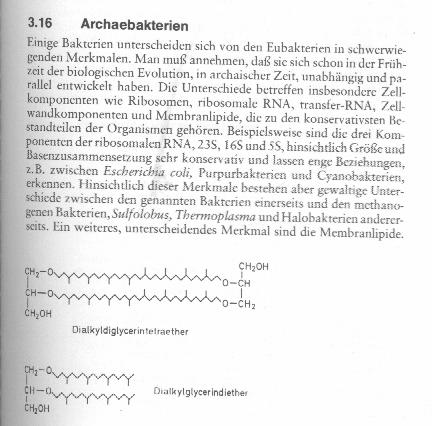 3.16 Archaebakterien
Einige Bakterien unterscheiden sich von den Eubakterien in schwerwie-
genden Merkmalen. Man muß annehmen, daß sie sich schon in der Früh-
zeit der biologischen Evolution, in archaischer Zeit, unabhängig und pa-
rallel entwickelt haben. Die Unterschiede betreffen insbesondere Zell-
komponenten wie Ribosomen, ribosomale RNA, transfer-RNA, Zell-
wandkomponenten und Membranlipide, die zu den konservativsten Be-
standteilen der Organismen gehören. Beispielsweise sind die drei Kom-
ponenten der ribosomalen RNA, 23S, 16S und 5S, hinsichtlich Größe und
Basenzusammensetzung sehr konservativ und lassen enge Beziehungen,
z.B. zwischen Escherichia coli, Purpurbakterien und Cyanobakterien,
erkennen. Hinsichtlich dieser Merkmale bestehen aber gewaltige Unter-
schiede zwischen den genannten Bakterien einerseits und den methano-
genen Bakterien, Sulfolobus, Thermoplasma und Halobakterien anderer-
seits. Ein weiteres, unterscheidendes Merkmal sind die Membranlipide.
CH2–O CH2OH
O–CH
CH–O O–CH2
CH2OH
Dialkyldiglycerintetraether
CH2–O
CH–O Dialkylglycerindiether
CH2OH